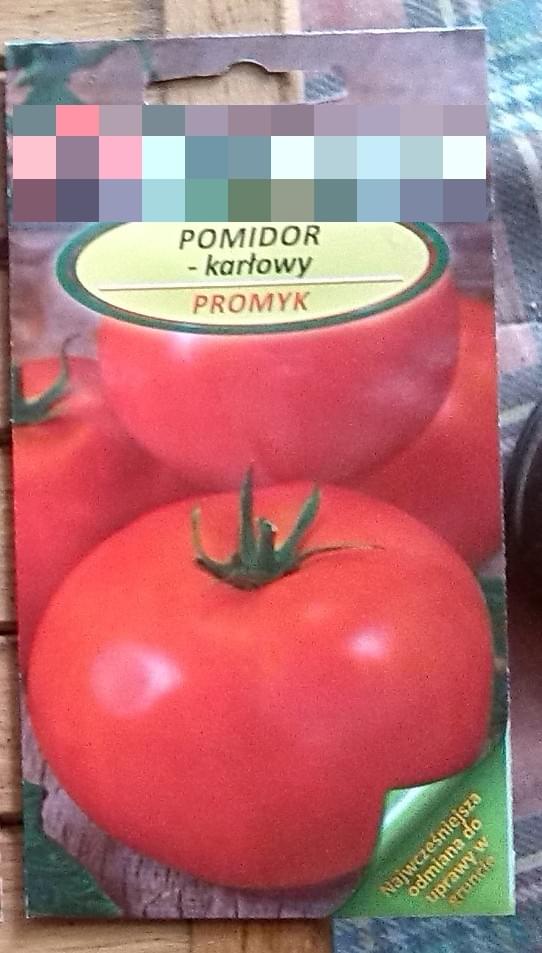 POMIDOR
- karłowy
PROMYK
Najwcześniejsza
odmiana do
uprawy w
gruncie